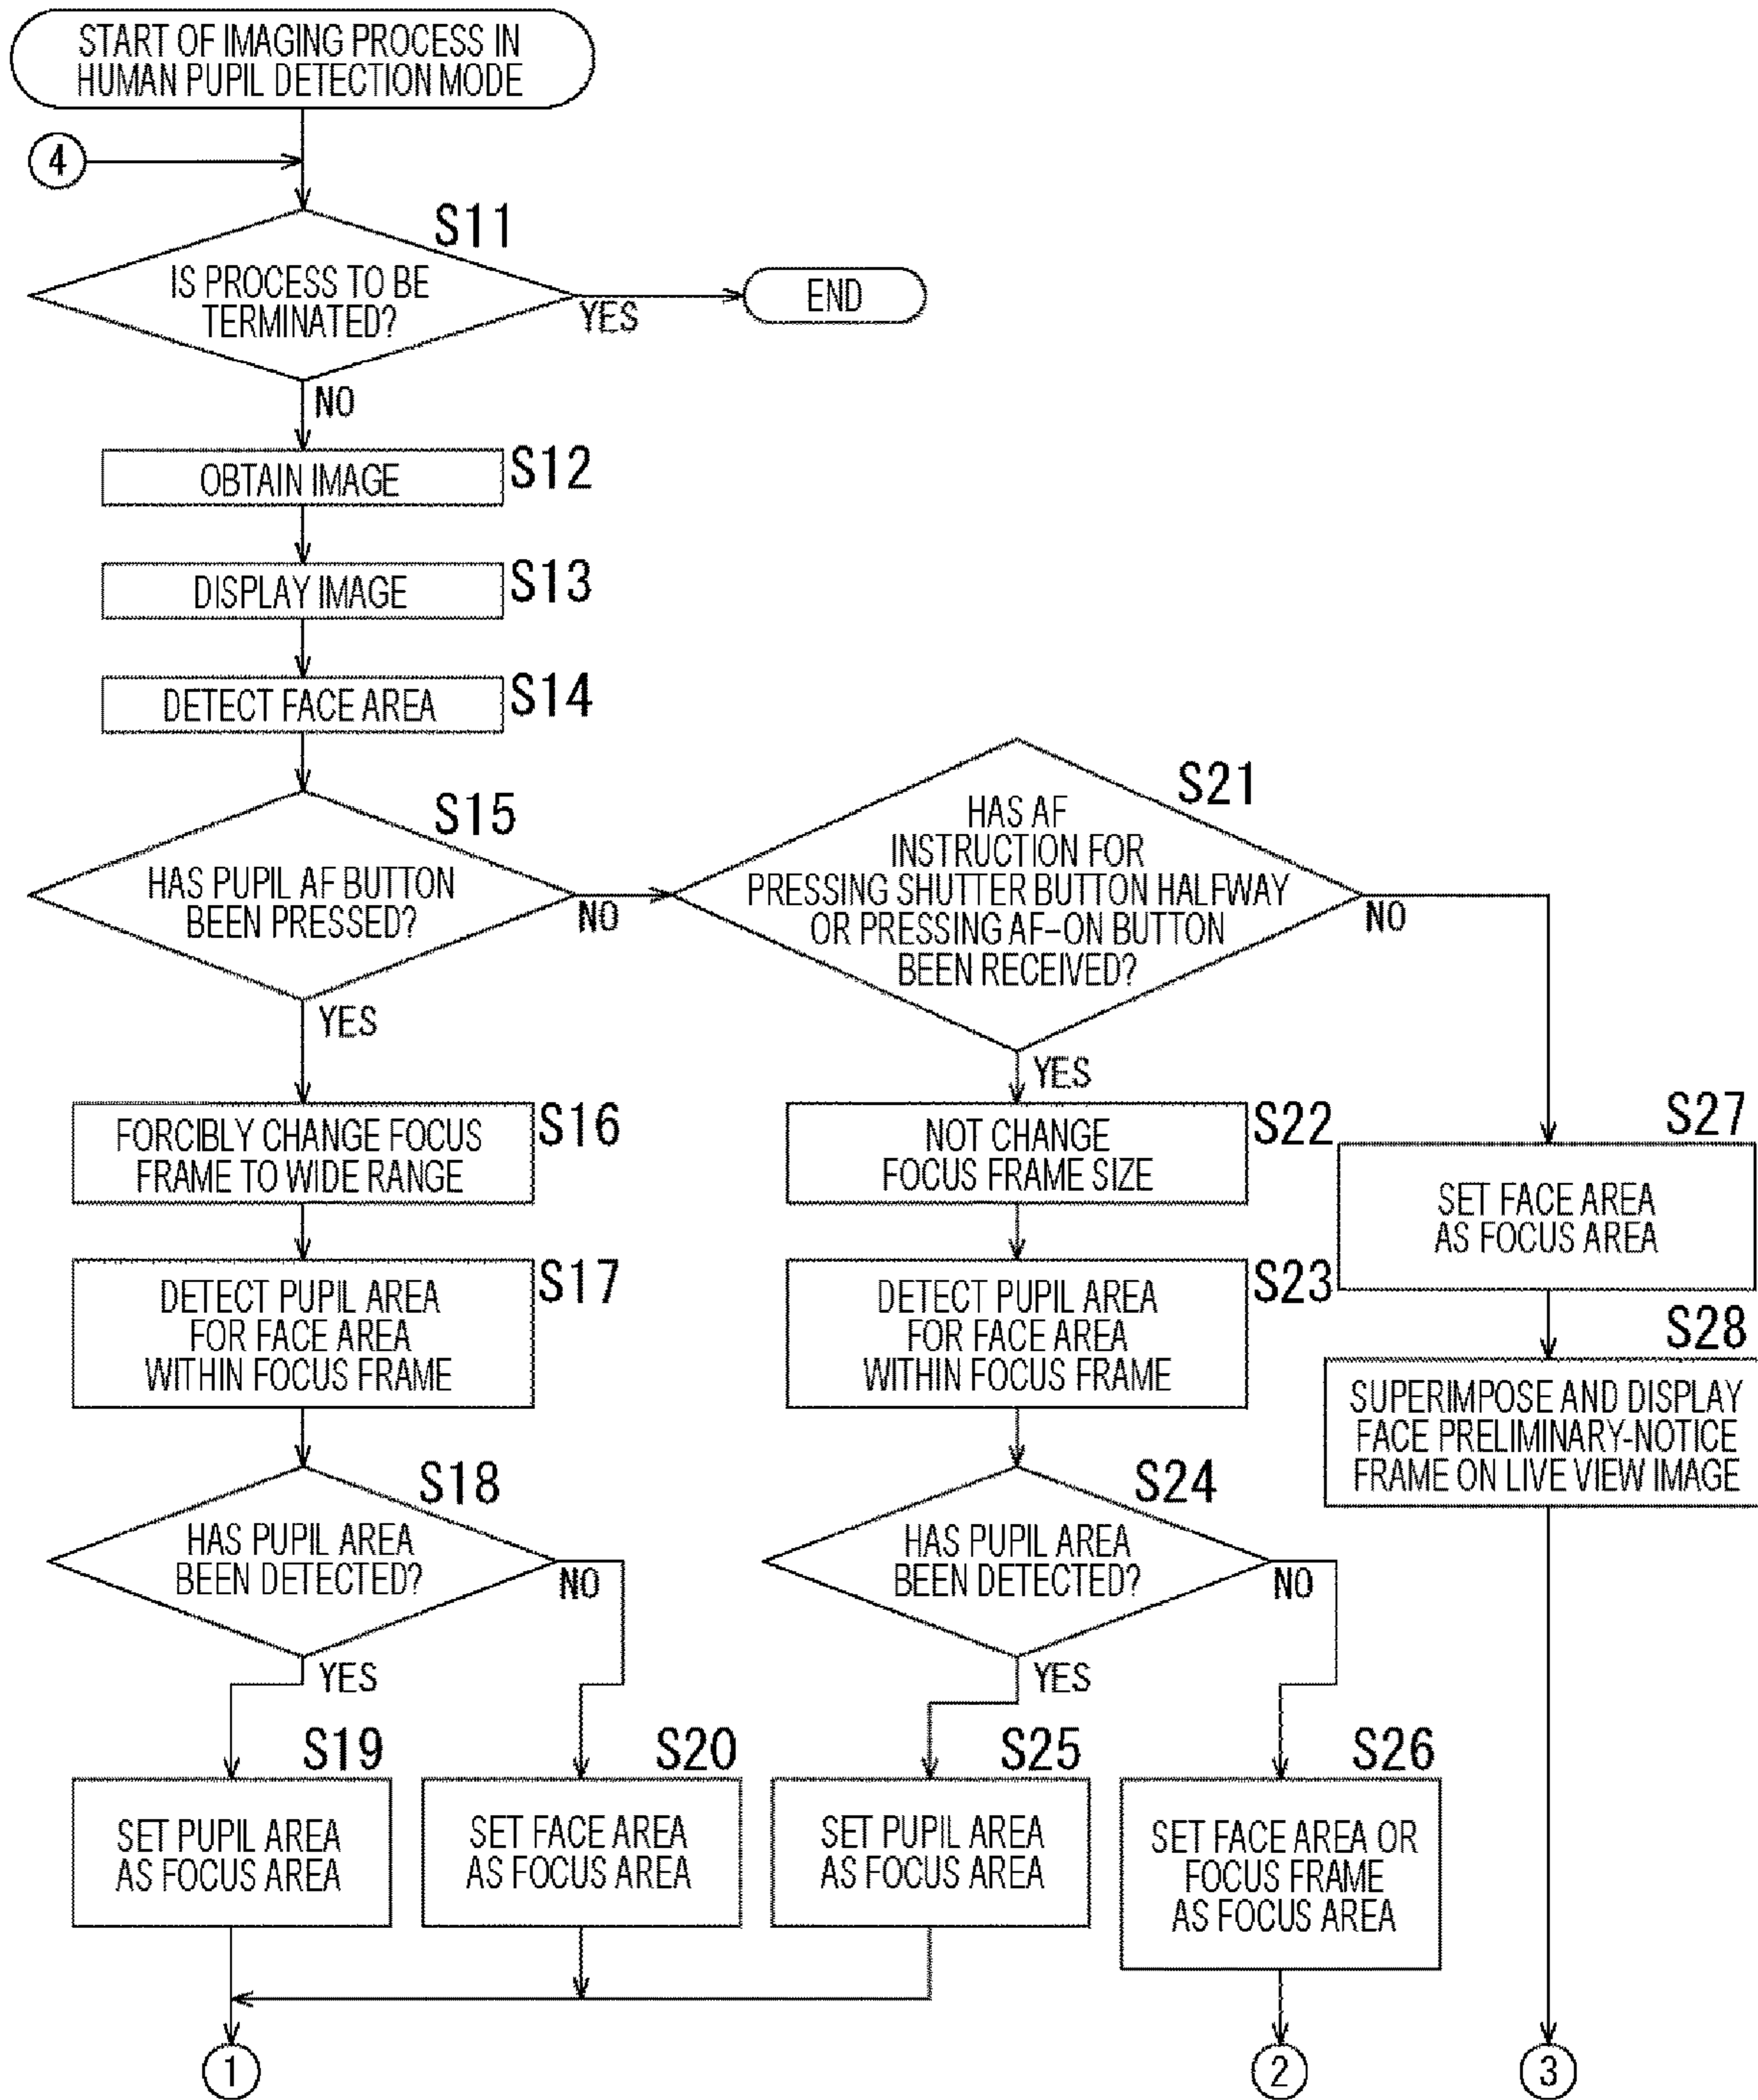 START OF IMAGING PROCESS IN
HUMAN PUPIL DETECTION MODE
4
S11
IS PROCESS TO BE
TERMINATED?
YES
END
NO
OBTAIN IMAGE
S12
DISPLAY IMAGE
S13
DETECT FACE AREA
S14
S15
HAS PUPIL AF BUTTON
BEEN PRESSED?
NO
YES
S21
HAS AF
INSTRUCTION FOR
PRESSING SHUTTER BUTTON HALFWAY
OR PRESSING AF-ON BUTTON
BEEN RECEIVED?
NO
YES
FORCIBLY CHANGE FOCUS
FRAME TO WIDE RANGE
S16
NOT CHANGE
FOCUS FRAME SIZE
S22
S27
SET FACE AREA
AS FOCUS AREA
DETECT PUPIL AREA
FOR FACE AREA
WITHIN FOCUS FRAME
S17
DETECT PUPIL AREA
FOR FACE AREA
WITHIN FOCUS FRAME
S23
S28
SUPERIMPOSE AND DISPLAY
FACE PRELIMINARY-NOTICE
FRAME ON LIVE VIEW IMAGE
S18
HAS PUPIL AREA
BEEN DETECTED?
NO
YES
S24
HAS PUPIL AREA
BEEN DETECTED?
NO
YES
S19
SET PUPIL AREA
AS FOCUS AREA
S20
SET FACE AREA
AS FOCUS AREA
S25
SET PUPIL AREA
AS FOCUS AREA
S26
SET FACE AREA OR
FOCUS FRAME
AS FOCUS AREA
1
2
3